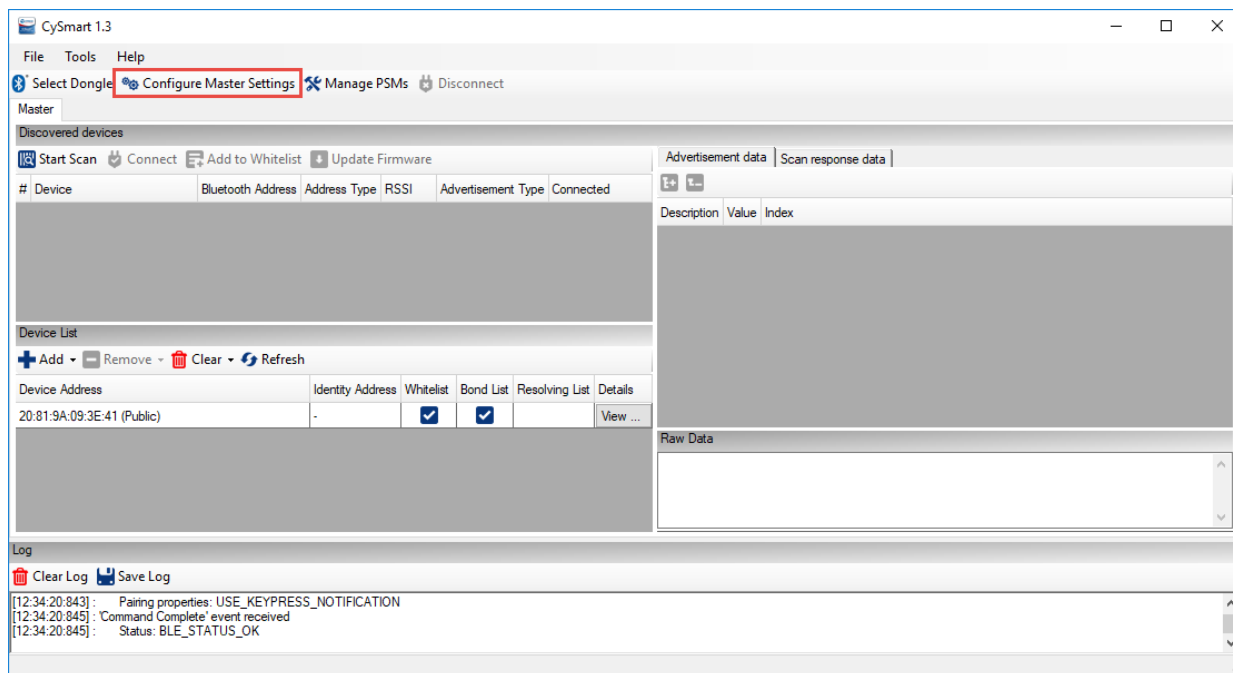 CySmart 1.3
File Tools Help
Select Dongle Configure Master Settings Manage PSMs Disconnect
Master
Discovered devices
Start Scan Connect Add to Whitelist Update Firmware
# Device Bluetooth Address Address Type RSSI Advertisement Type Connected
Advertisement data Scan response data
Description Value Index
Device List
Add Remove Clear Refresh
Device Address Identity Address Whitelist Bond List Resolving List Details
20:81:9A:09:3E:41 (Public) - View ...
Raw Data
Log
Clear Log Save Log
[12:34:20:843] : Pairing properties: USE_KEYPRESS_NOTIFICATION
[12:34:20:845] : 'Command Complete' event received
[12:34:20:845] : Status: BLE_STATUS_OK